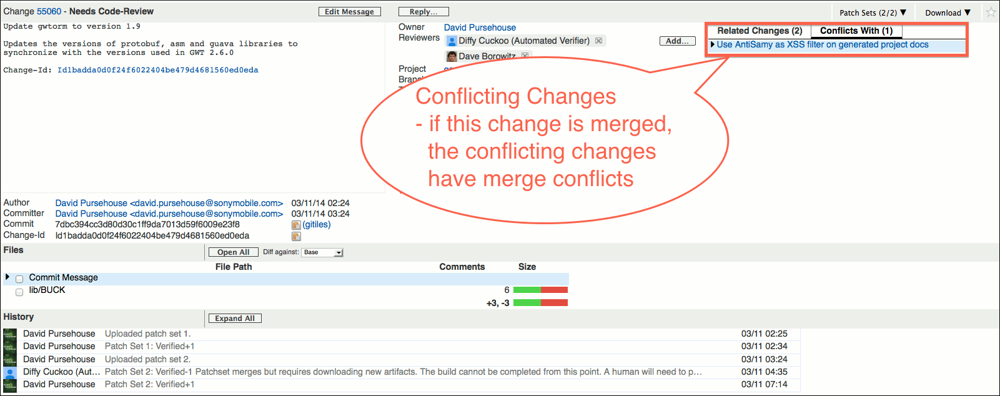 Change 55060 - Needs Code-Review
Edit Message
Reply...
Patch Sets (2/2) ▼
Download ▼
Update gwtorm to version 1.9
Updates the versions of protobuf, asm and guava libraries to
synchronize with the versions used in GWT 2.6.0
Change-Id: Id1badda0d0f24f6022404be479d4681560ed0eda
Owner David Pursehouse
Reviewers Diffy Cuckoo (Automated Verifier)
Add...
Dave Borowitz
Project
Related Changes (2) Conflicts With (1)
Use AntiSamy as XSS filter on generated project docs
Conflicting Changes
- if this change is merged,
the conflicting changes
have merge conflicts
Author David Pursehouse <david.pursehouse@sonymobile.com> 03/11/14 02:24
Committer David Pursehouse <david.pursehouse@sonymobile.com> 03/11/14 03:24
Commit 7dbc394cc3d80d30c1ff9da7013d59f6009e23f8 (gitiles)
Change-Id Id1badda0d0f24f6022404be479d4681560ed0eda
Files Open All Diff against: Base
File Path Comments Size
Commit Message
lib/BUCK 6
+3, -3
History Expand All
David Pursehouse Uploaded patch set 1. 03/11 02:25
David Pursehouse Patch Set 1: Verified+1 03/11 02:34
David Pursehouse Uploaded patch set 2. 03/11 03:24
Diffy Cuckoo (Aut... Patch Set 2: Verified-1 Patchset merges but requires downloading new artifacts. The build cannot be completed from this point. A human will need to p... 03/11 04:35
David Pursehouse Patch Set 2: Verified+1 03/11 07:14